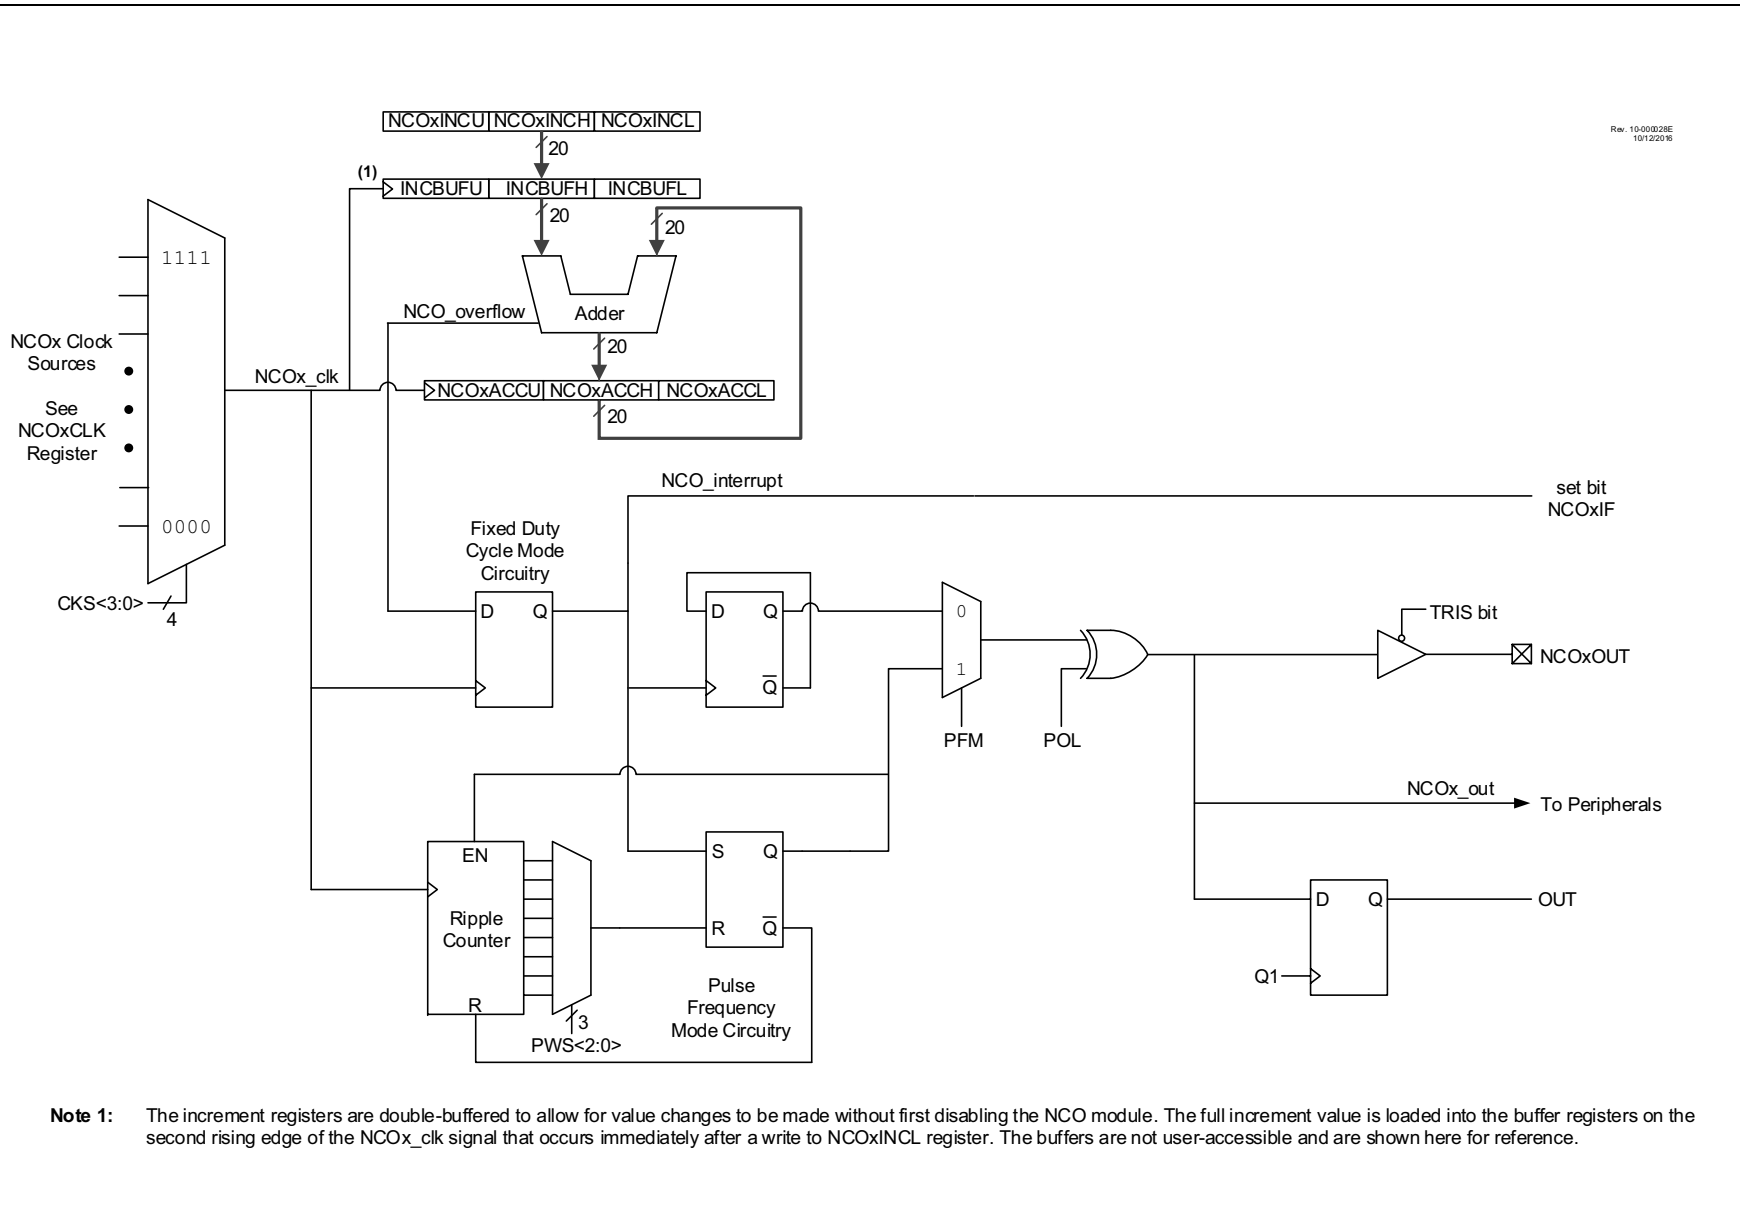 NCOxINCU NCOxINCH NCOxINCL
Rev. 10-000028E
10/12/2016
20
(1)
INCBUFU INCBUFH INCBUFL
20
20
1111
NCO_overflow
Adder
NCOx Clock
Sources
20
NCOx_clk
NCOxACCU NCOxACCH NCOxACCL
See
NCOxCLK
Register
20
NCO_interrupt
set bit
NCOxIF
0000
Fixed Duty
Cycle Mode
Circuitry
CKS<3:0>
4
D Q
D Q
0
TRIS bit
NCOxOUT
1
Q
PFM
POL
NCOx_out
To Peripherals
EN
S Q
D Q
OUT
Ripple
Counter
R Q
Q1
R
Pulse
Frequency
Mode Circuitry
3
PWS<2:0>
Note 1: The increment registers are double-buffered to allow for value changes to be made without first disabling the NCO module. The full increment value is loaded into the buffer registers on the
second rising edge of the NCOx_clk signal that occurs immediately after a write to NCOxINCL register. The buffers are not user-accessible and are shown here for reference.